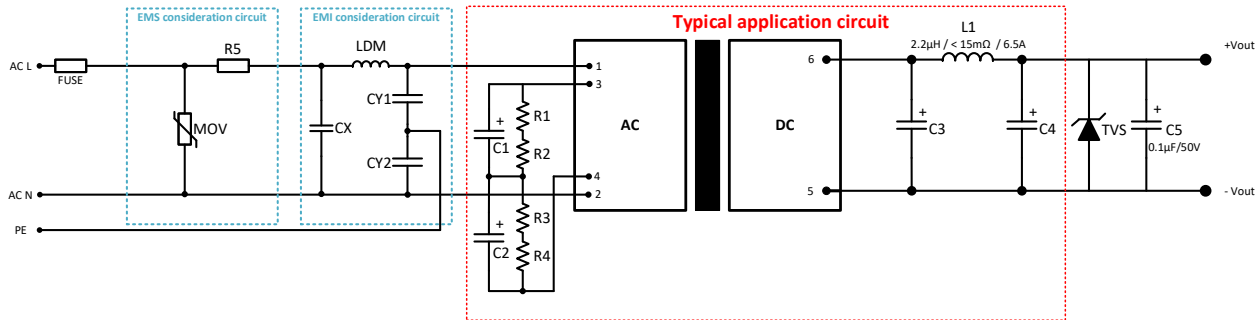 EMS consideration circuit
EMI consideration circuit
Typical application circuit
L1
2.2µH / < 15mΩ / 6.5A
R5
LDM
AC L
FUSE
1
3
6
+Vout
CY1
R1
MOV
CX
C1
+
R2
AC
DC
+
C3
+
C4
TVS
+
C5
0.1µF/50V
CY2
4
2
5
AC N
- Vout
PE
+
C2
R3
R4